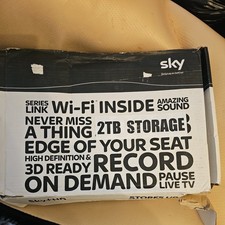 sky
SERIES LINK Wi-Fi INSIDE AMAZING SOUND
NEVER MISS
A THING 2TB STORAGE
EDGE OF YOUR SEAT
HIGH DEFINITION &
3D READY RECORD
ON DEMAND PAUSE LIVE TV